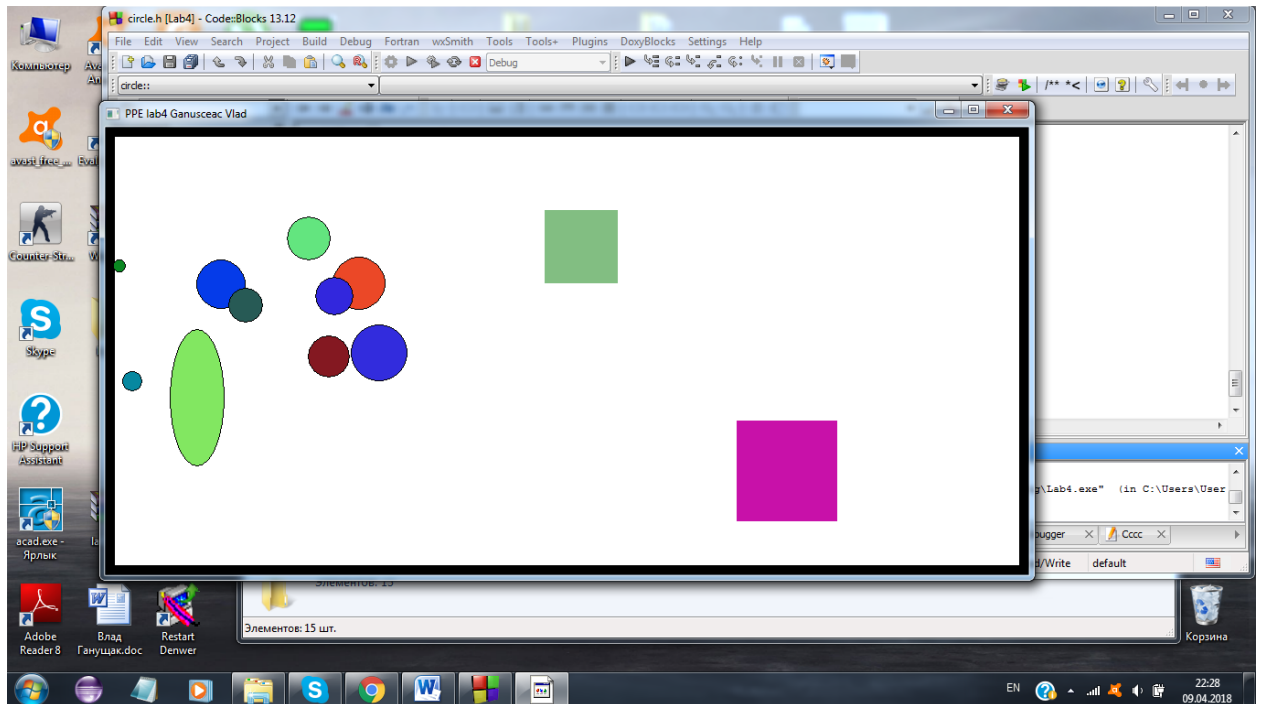 circle.h [Lab4] - Code::Blocks 13.12
File Edit View Search Project Build Debug Fortran wxSmith Tools Tools+ Plugins DoxyBlocks Settings Help
Debug
circle::
/** *<
PPE lab4 Ganusceac Vlad
Компьютер
avast_free_...
Counter-Str...
Skype
HP Support
Assistant
acad.exe -
Ярлык
g\Lab4.exe" (in C:\Users\User
bugger
Cccc
d/Write default
Элементов: 15
Элементов: 15 шт.
Adobe
Reader 8
Влад
Ганущак.doc
Restart
Denwer
Корзина
EN
22:28
09.04.2018